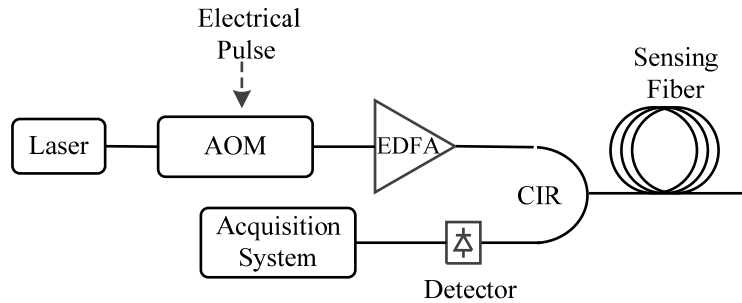 Electrical
Pulse
Sensing
Fiber
Laser
AOM
EDFA
CIR
Acquisition
System
Detector